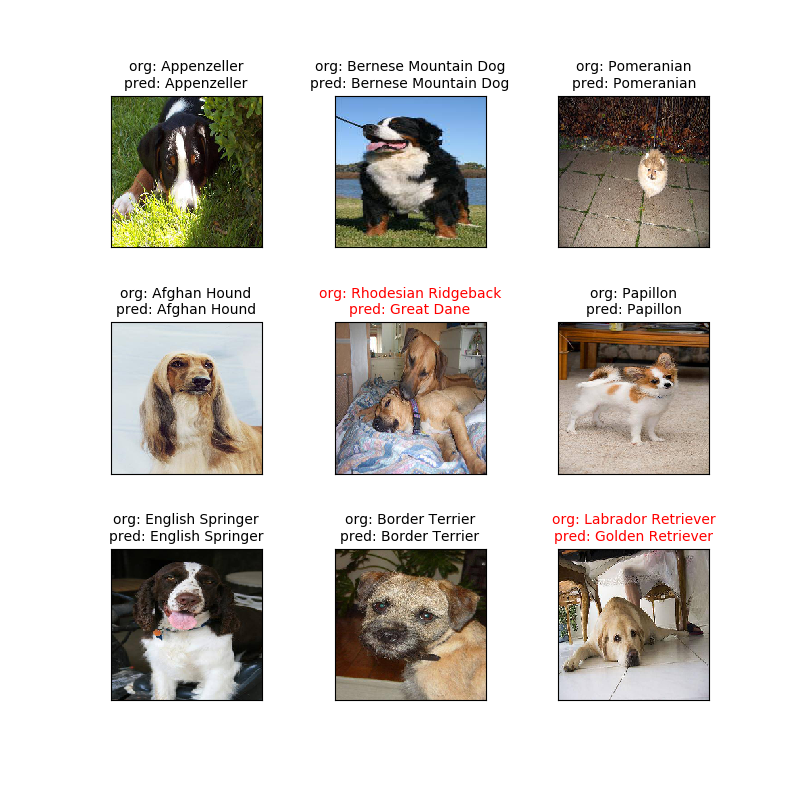 org: Appenzeller
pred: Appenzeller
org: Bernese Mountain Dog
pred: Bernese Mountain Dog
org: Pomeranian
pred: Pomeranian
org: Afghan Hound
pred: Afghan Hound
org: Rhodesian Ridgeback
pred: Great Dane
org: Papillon
pred: Papillon
org: English Springer
pred: English Springer
org: Border Terrier
pred: Border Terrier
org: Labrador Retriever
pred: Golden Retriever